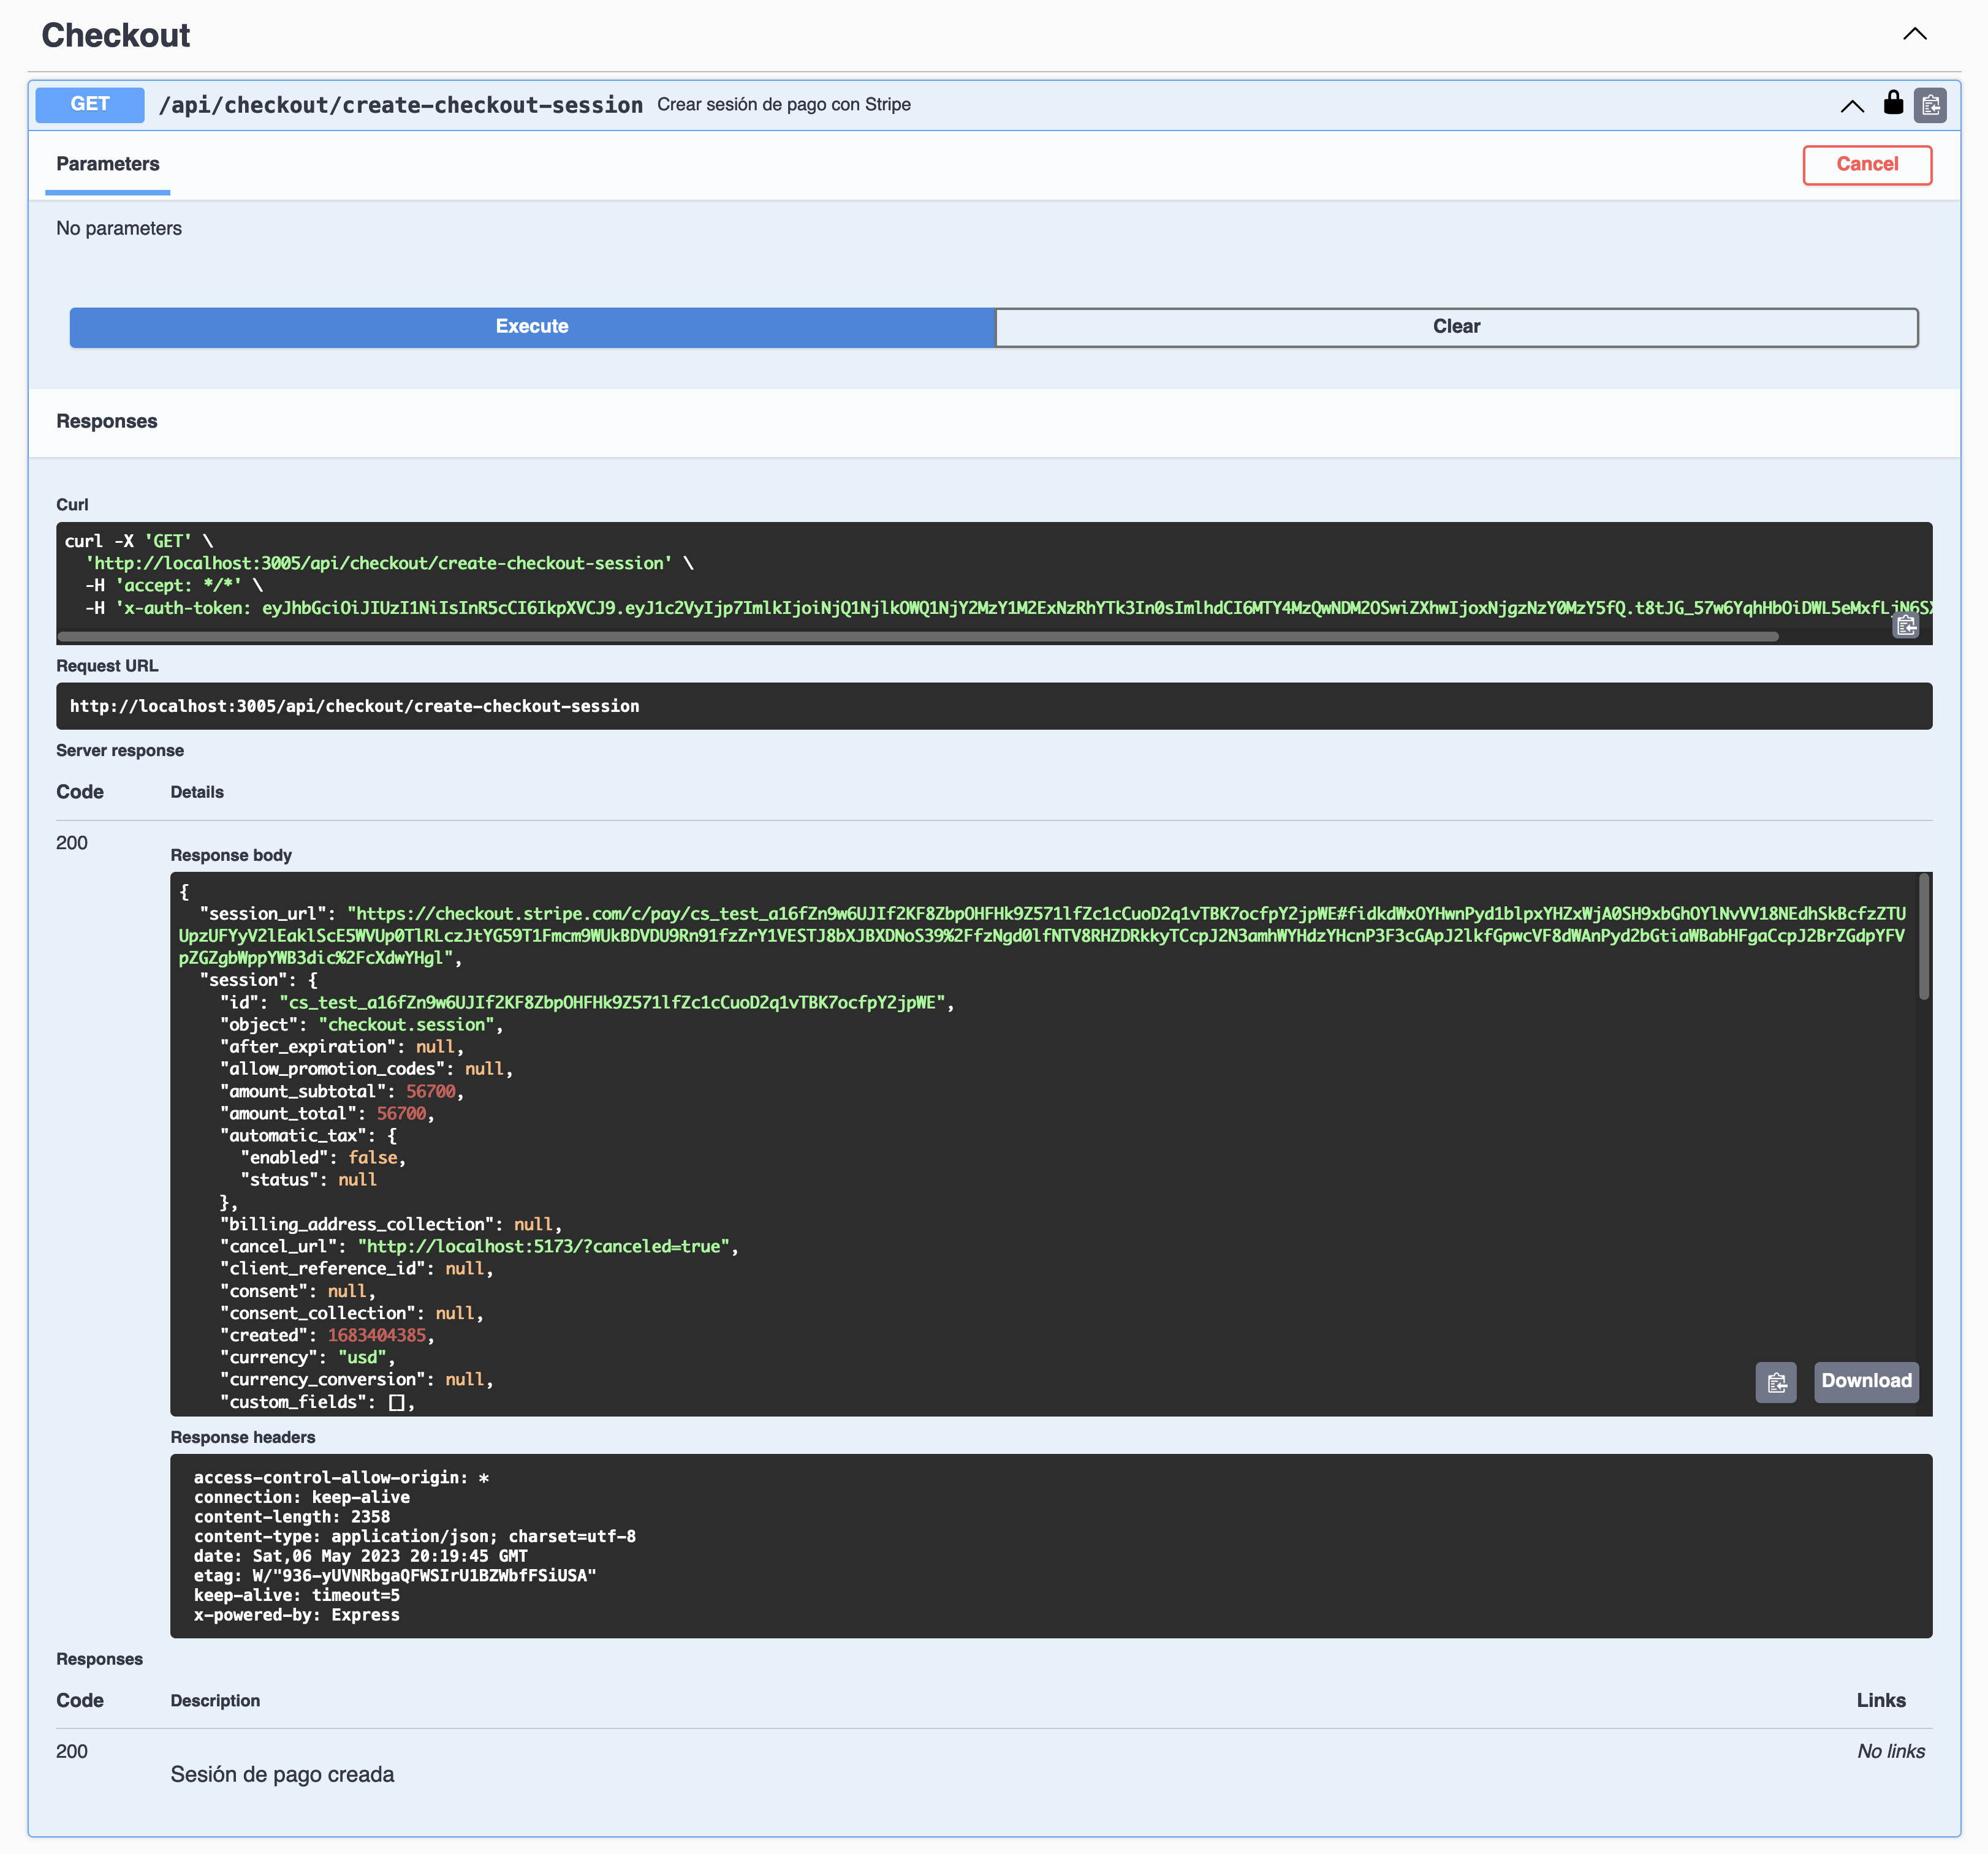 Checkout
GET /api/checkout/create-checkout-session Crear sesión de pago con Stripe
Parameters
Cancel
No parameters
Execute
Clear
Responses
Curl
curl -X 'GET' \
'http://localhost:3005/api/checkout/create-checkout-session' \
-H 'accept: */*' \
-H 'x-auth-token: eyJhbGciOiJIUzI1NiIsInR5cCI6IkpXVCJ9.eyJ1c2VyIjp7ImlkIjoiNjQ1NjlkOWQ1NjY2MzY1M2ExNzRhYTk3In0sImlhdCI6MTY4MzQwNDM2OSwiZXhwIjoxNjgzNzY0MzY5fQ.t8tJG_57w6YqhHbOiDWL5eMxfLjN6SX
Request URL
http://localhost:3005/api/checkout/create-checkout-session
Server response
Code Details
200
Response body
{
"session_url": "https://checkout.stripe.com/c/pay/cs_test_a16fZn9w6UJIf2KF8ZbpOHFHk9Z571lfZc1cCuoD2q1vTBK7ocfpY2jpWE#fidkdWxOYHwnPyd1blpxYHZxWjA0SH9xbGhOYlNvVV18NEdhSkBcfzZTU
UpzUFYyV2lEaklScE5WVUp0TlRLczJtYG59T1Fmcm9WUkBDVDU9Rn91fzZrY1VESTJ8bXJBXDNoS39%2FfzNgd0lfNTV8RHZDRkkyTCcpJ2N3amhWYHdzYHcnP3F3cGApJ2lkfGpwcVF8dWAnPyd2bGtiaWBabHFgaCcpJ2BrZGdpYFV
pZGZgbWppYWB3dic%2FcXdwYHgl",
"session": {
"id": "cs_test_a16fZn9w6UJIf2KF8ZbpOHFHk9Z571lfZc1cCuoD2q1vTBK7ocfpY2jpWE",
"object": "checkout.session",
"after_expiration": null,
"allow_promotion_codes": null,
"amount_subtotal": 56700,
"amount_total": 56700,
"automatic_tax": {
"enabled": false,
"status": null
},
"billing_address_collection": null,
"cancel_url": "http://localhost:5173/?canceled=true",
"client_reference_id": null,
"consent": null,
"consent_collection": null,
"created": 1683404385,
"currency": "usd",
"currency_conversion": null,
"custom_fields": [],
Download
Response headers
access-control-allow-origin: *
connection: keep-alive
content-length: 2358
content-type: application/json; charset=utf-8
date: Sat,06 May 2023 20:19:45 GMT
etag: W/"936-yUVNRbgaQFWSIrU1BZWbfFSiUSA"
keep-alive: timeout=5
x-powered-by: Express
Responses
Code Description Links
200 No links
Sesión de pago creada